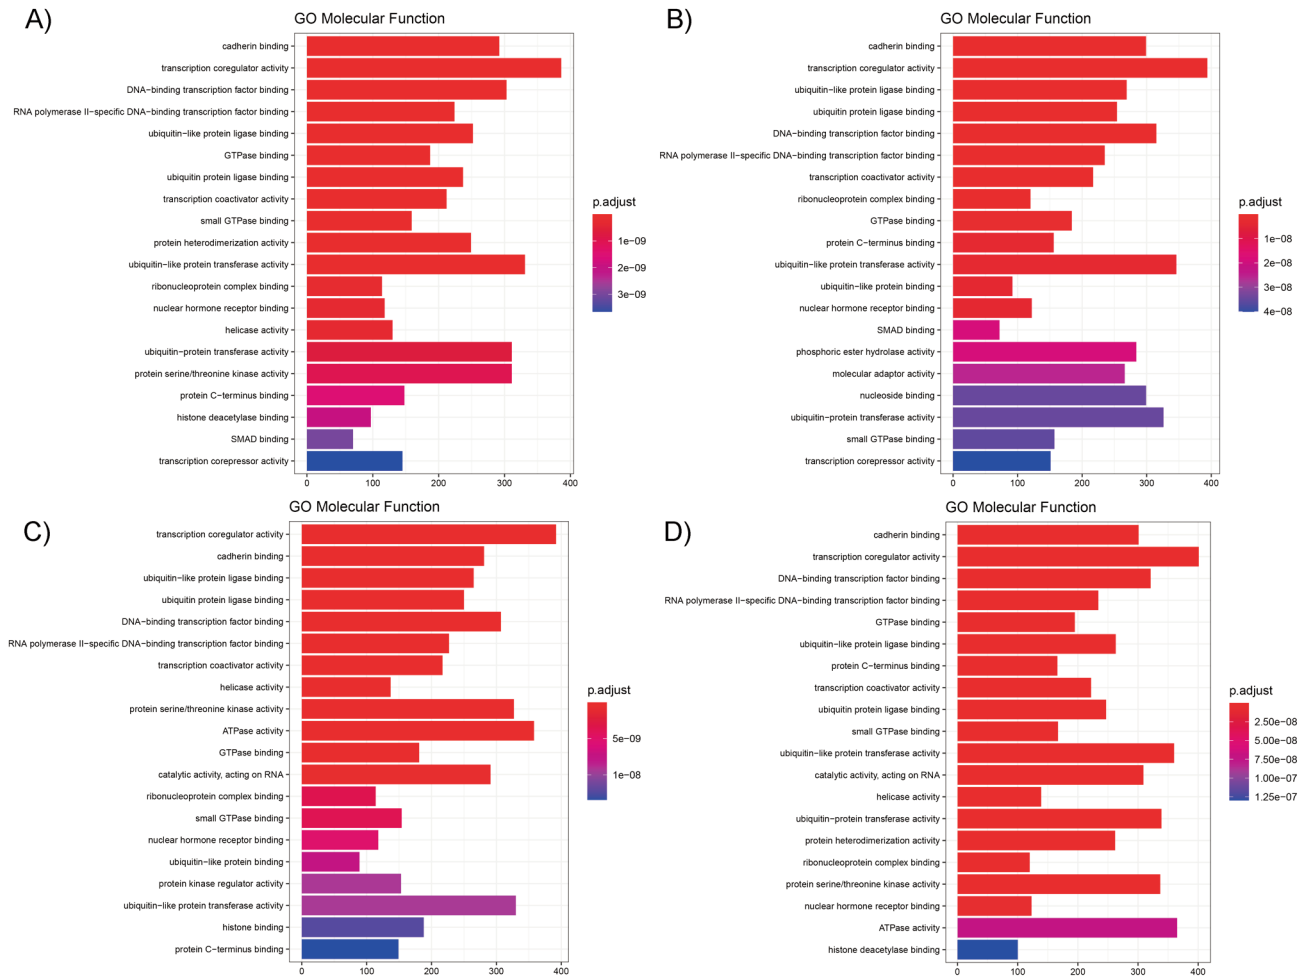 A)
GO Molecular Function
cadherin binding
transcription coregulator activity
DNA−binding transcription factor binding
RNA polymerase II−specific DNA−binding transcription factor binding
ubiquitin−like protein ligase binding
GTPase binding
ubiquitin protein ligase binding
transcription coactivator activity
small GTPase binding
protein heterodimerization activity
ubiquitin−like protein transferase activity
ribonucleoprotein complex binding
nuclear hormone receptor binding
helicase activity
ubiquitin−protein transferase activity
protein serine/threonine kinase activity
protein C−terminus binding
histone deacetylase binding
SMAD binding
transcription corepressor activity
0 100 200 300 400
p.adjust
1e−09
2e−09
3e−09
B)
GO Molecular Function
cadherin binding
transcription coregulator activity
ubiquitin−like protein ligase binding
ubiquitin protein ligase binding
DNA−binding transcription factor binding
RNA polymerase II−specific DNA−binding transcription factor binding
transcription coactivator activity
ribonucleoprotein complex binding
GTPase binding
protein C−terminus binding
ubiquitin−like protein transferase activity
ubiquitin−like protein binding
nuclear hormone receptor binding
SMAD binding
phosphoric ester hydrolase activity
molecular adaptor activity
nucleoside binding
ubiquitin−protein transferase activity
small GTPase binding
transcription corepressor activity
0 100 200 300 400
p.adjust
1e−08
2e−08
3e−08
4e−08
C)
GO Molecular Function
transcription coregulator activity
cadherin binding
ubiquitin−like protein ligase binding
ubiquitin protein ligase binding
DNA−binding transcription factor binding
RNA polymerase II−specific DNA−binding transcription factor binding
transcription coactivator activity
helicase activity
protein serine/threonine kinase activity
ATPase activity
GTPase binding
catalytic activity, acting on RNA
ribonucleoprotein complex binding
small GTPase binding
nuclear hormone receptor binding
ubiquitin−like protein binding
protein kinase regulator activity
ubiquitin−like protein transferase activity
histone binding
protein C−terminus binding
0 100 200 300 400
p.adjust
5e−09
1e−08
D)
GO Molecular Function
cadherin binding
transcription coregulator activity
DNA−binding transcription factor binding
RNA polymerase II−specific DNA−binding transcription factor binding
GTPase binding
ubiquitin−like protein ligase binding
protein C−terminus binding
transcription coactivator activity
ubiquitin protein ligase binding
small GTPase binding
ubiquitin−like protein transferase activity
catalytic activity, acting on RNA
helicase activity
ubiquitin−protein transferase activity
protein heterodimerization activity
ribonucleoprotein complex binding
protein serine/threonine kinase activity
nuclear hormone receptor binding
ATPase activity
histone deacetylase binding
0 100 200 300 400
p.adjust
2.50e−08
5.00e−08
7.50e−08
1.00e−07
1.25e−07